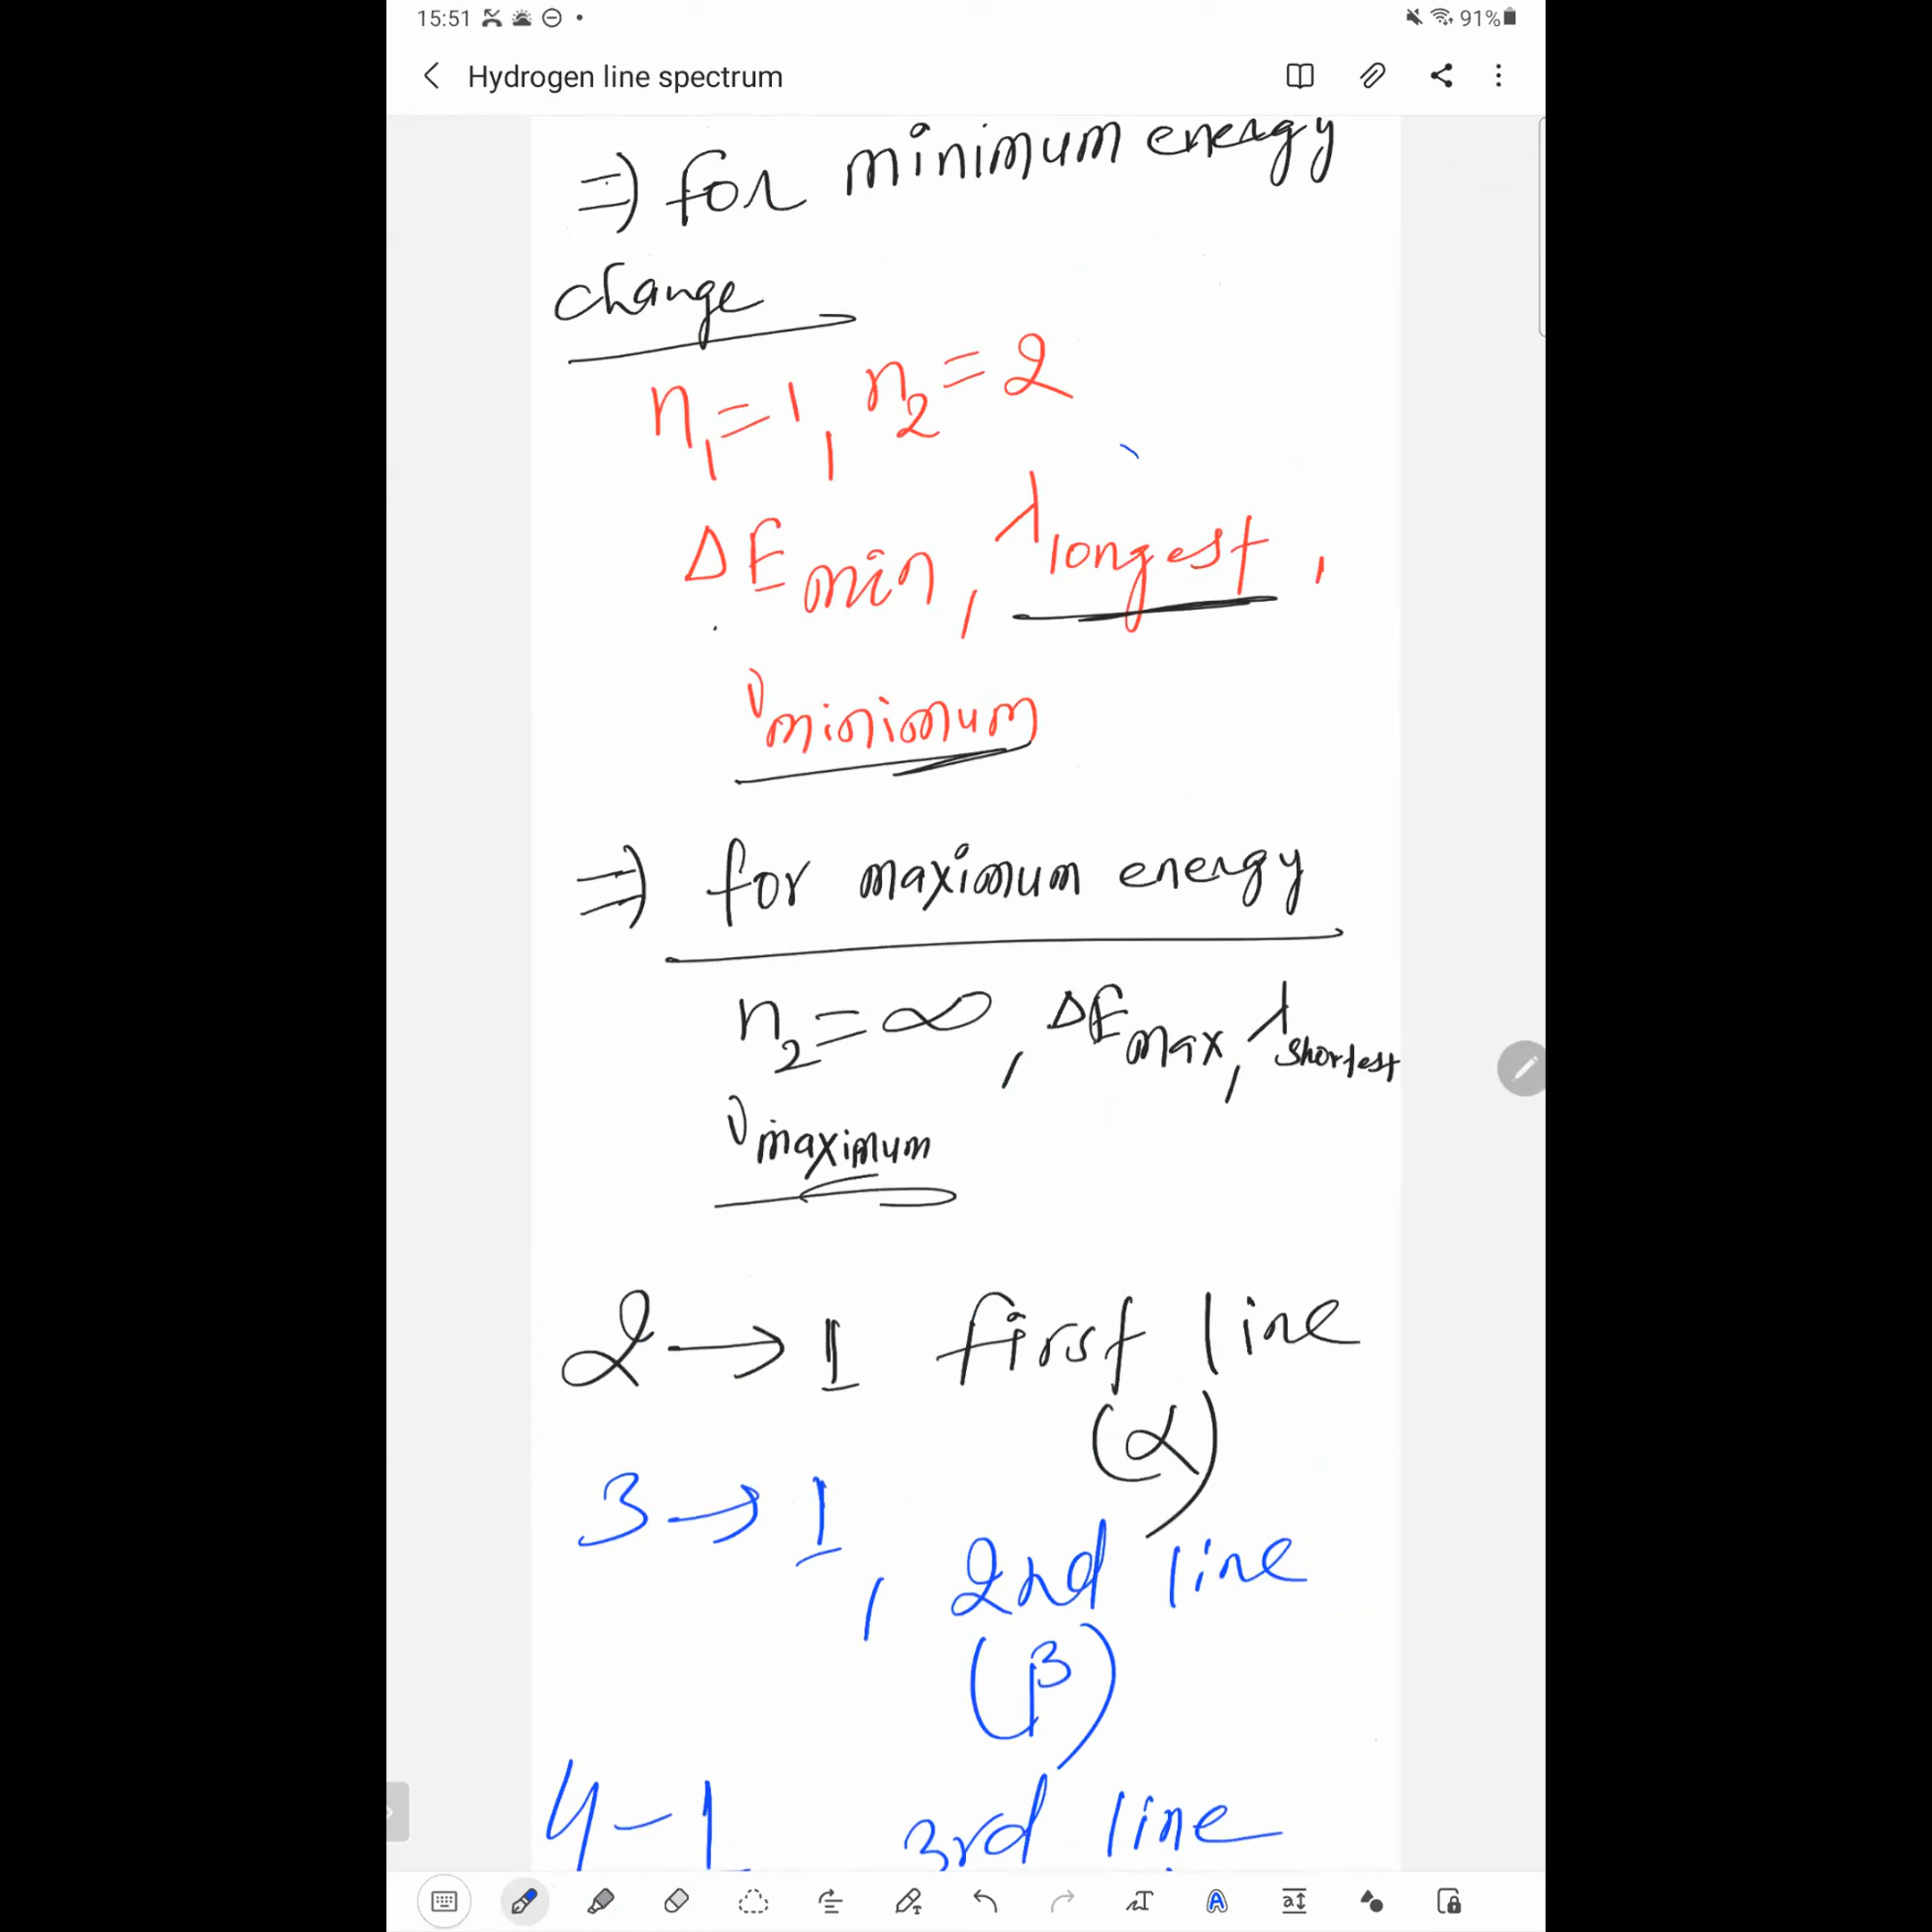 15:51
91%
Hydrogen line spectrum
⇒ for minimum energy
change
n₁ = 1, n₂ = 2
ΔE min, λ longest,
ν minimum
⇒ for maximum energy
n₂ = ∞, ΔE max, λ shortest
ν maximum
2 → 1 first line
(α)
3 → 1, 2nd line
(β)
4 – 1 3rd line